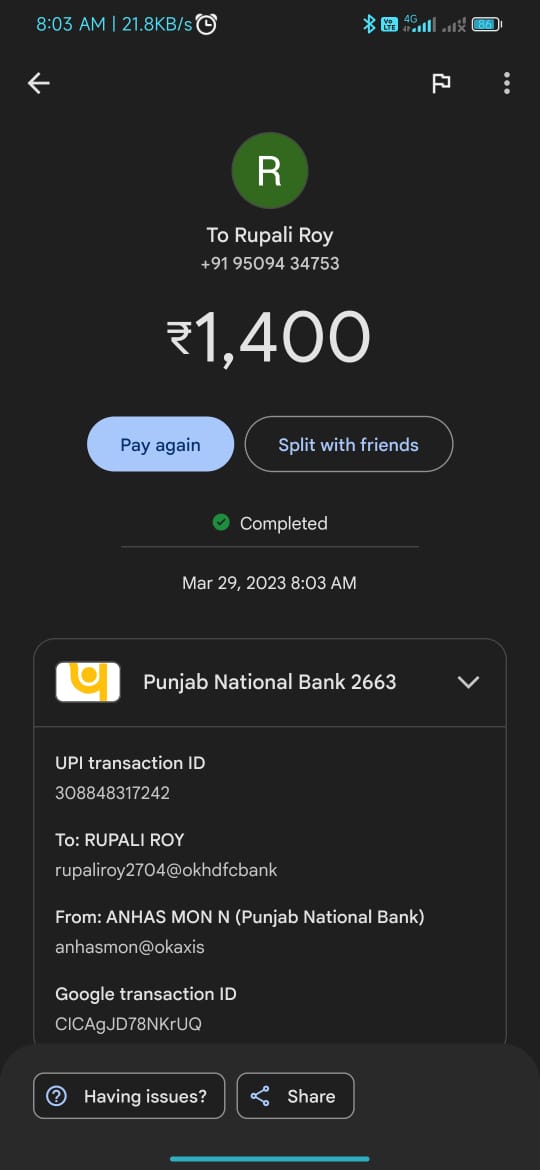 8:03 AM | 21.8KB/s
Vo LTE 4G 86
R
To Rupali Roy
+91 95094 34753
₹1,400
Pay again
Split with friends
Completed
Mar 29, 2023 8:03 AM
Punjab National Bank 2663
UPI transaction ID
308848317242
To: RUPALI ROY
rupaliroy2704@okhdfcbank
From: ANHAS MON N (Punjab National Bank)
anhasmon@okaxis
Google transaction ID
CICAgJD78NKrUQ
Having issues?
Share